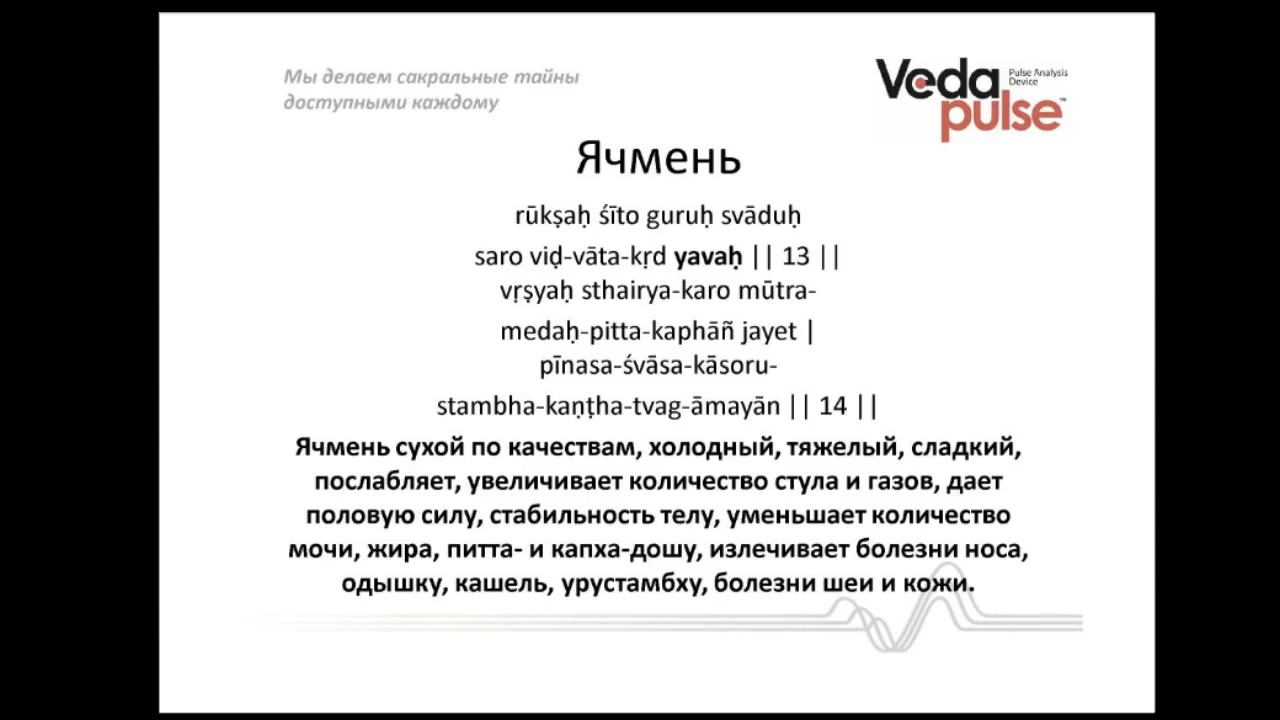 Мы делаем сакральные тайны
доступными каждому
Veda
pulse™
Pulse Analysis
Device
Ячмень
rūkṣaḥ śīto guruḥ svāduḥ
saro viḍ-vāta-kṛd yavaḥ || 13 ||
vṛṣyaḥ sthairya-karo mūtra-
medaḥ-pitta-kaphāñ jayet |
pīnasa-śvāsa-kāsoru-
stambha-kaṇṭha-tvag-āmayān || 14 ||
Ячмень сухой по качествам, холодный, тяжелый, сладкий,
послабляет, увеличивает количество стула и газов, дает
половую силу, стабильность телу, уменьшает количество
мочи, жира, питта- и капха-дошу, излечивает болезни носа,
одышку, кашель, урустамбху, болезни шеи и кожи.